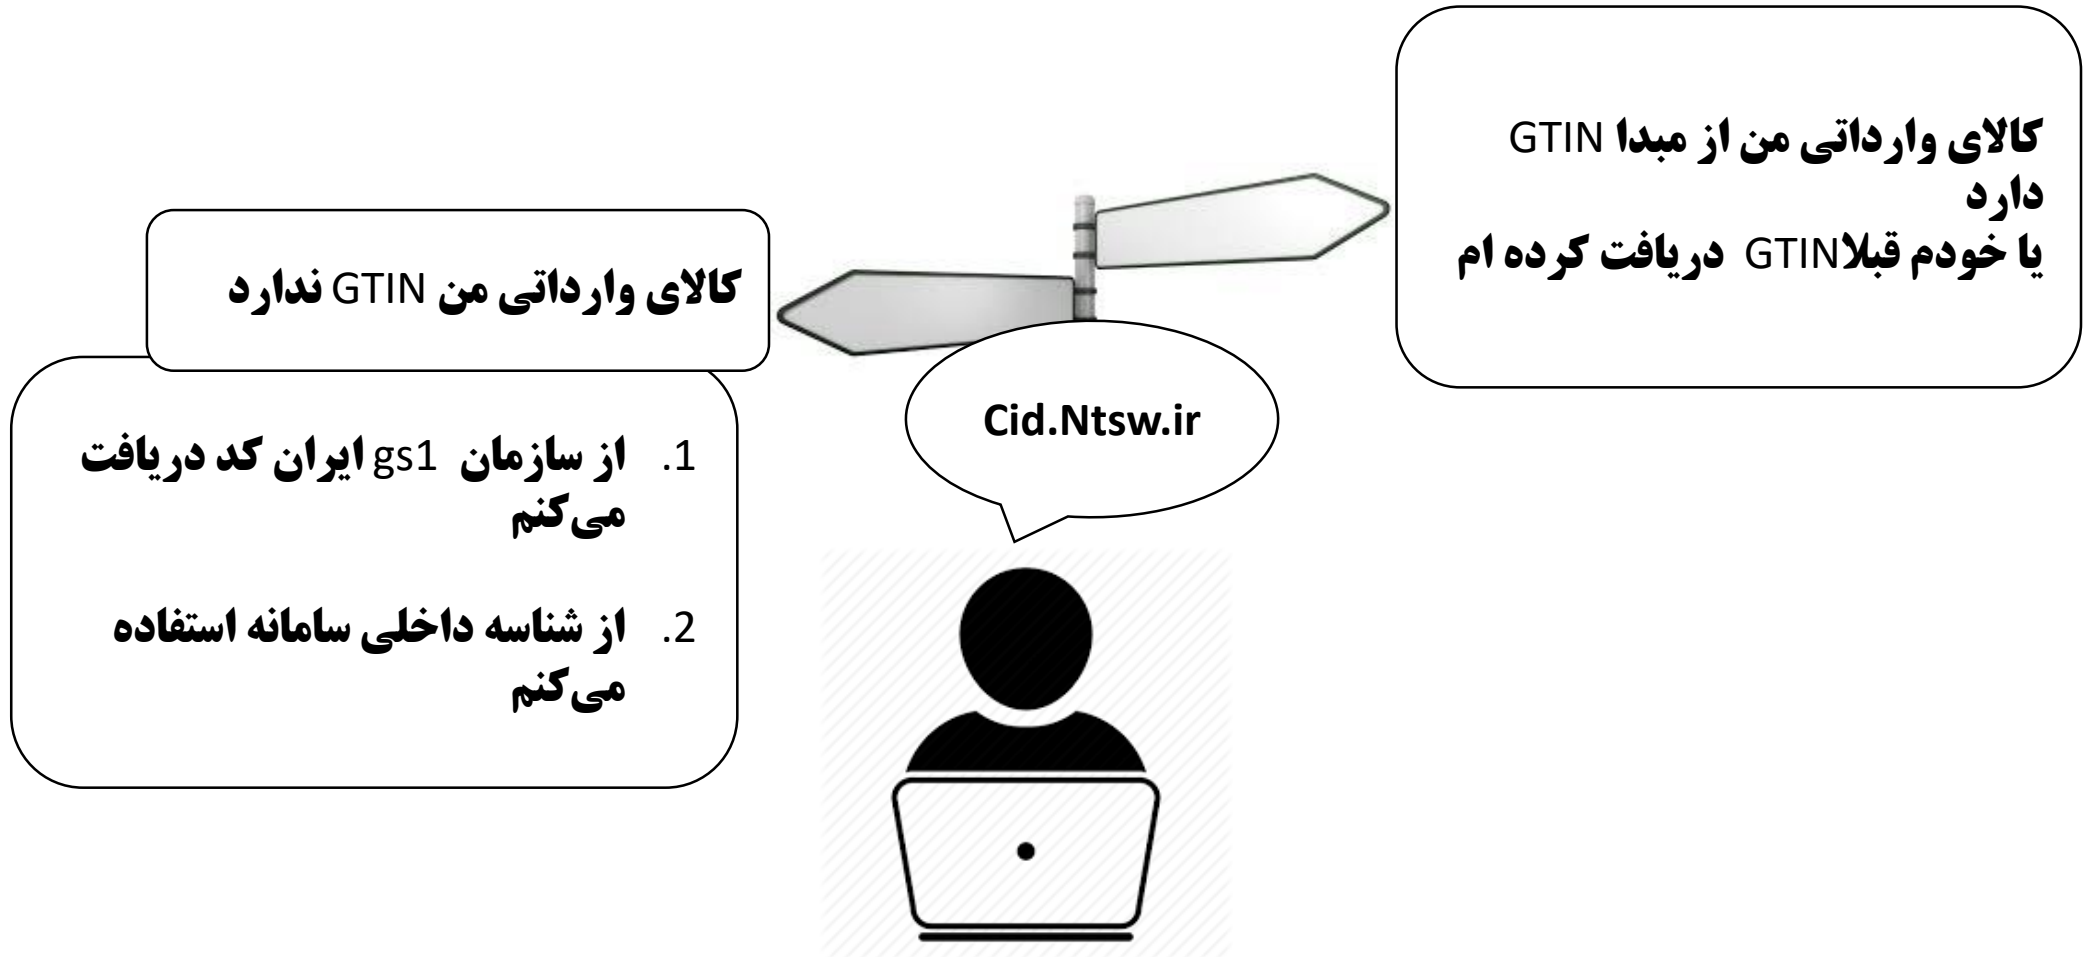 کالای وارداتی من از مبدا GTIN
دارد
یا خودم قبلاGTIN دریافت کرده ام
کالای وارداتی من GTIN ندارد
1. از سازمان gs1 ایران کد دریافت
می‌کنم
2. از شناسه داخلی سامانه استفاده
می‌کنم
Cid.Ntsw.ir